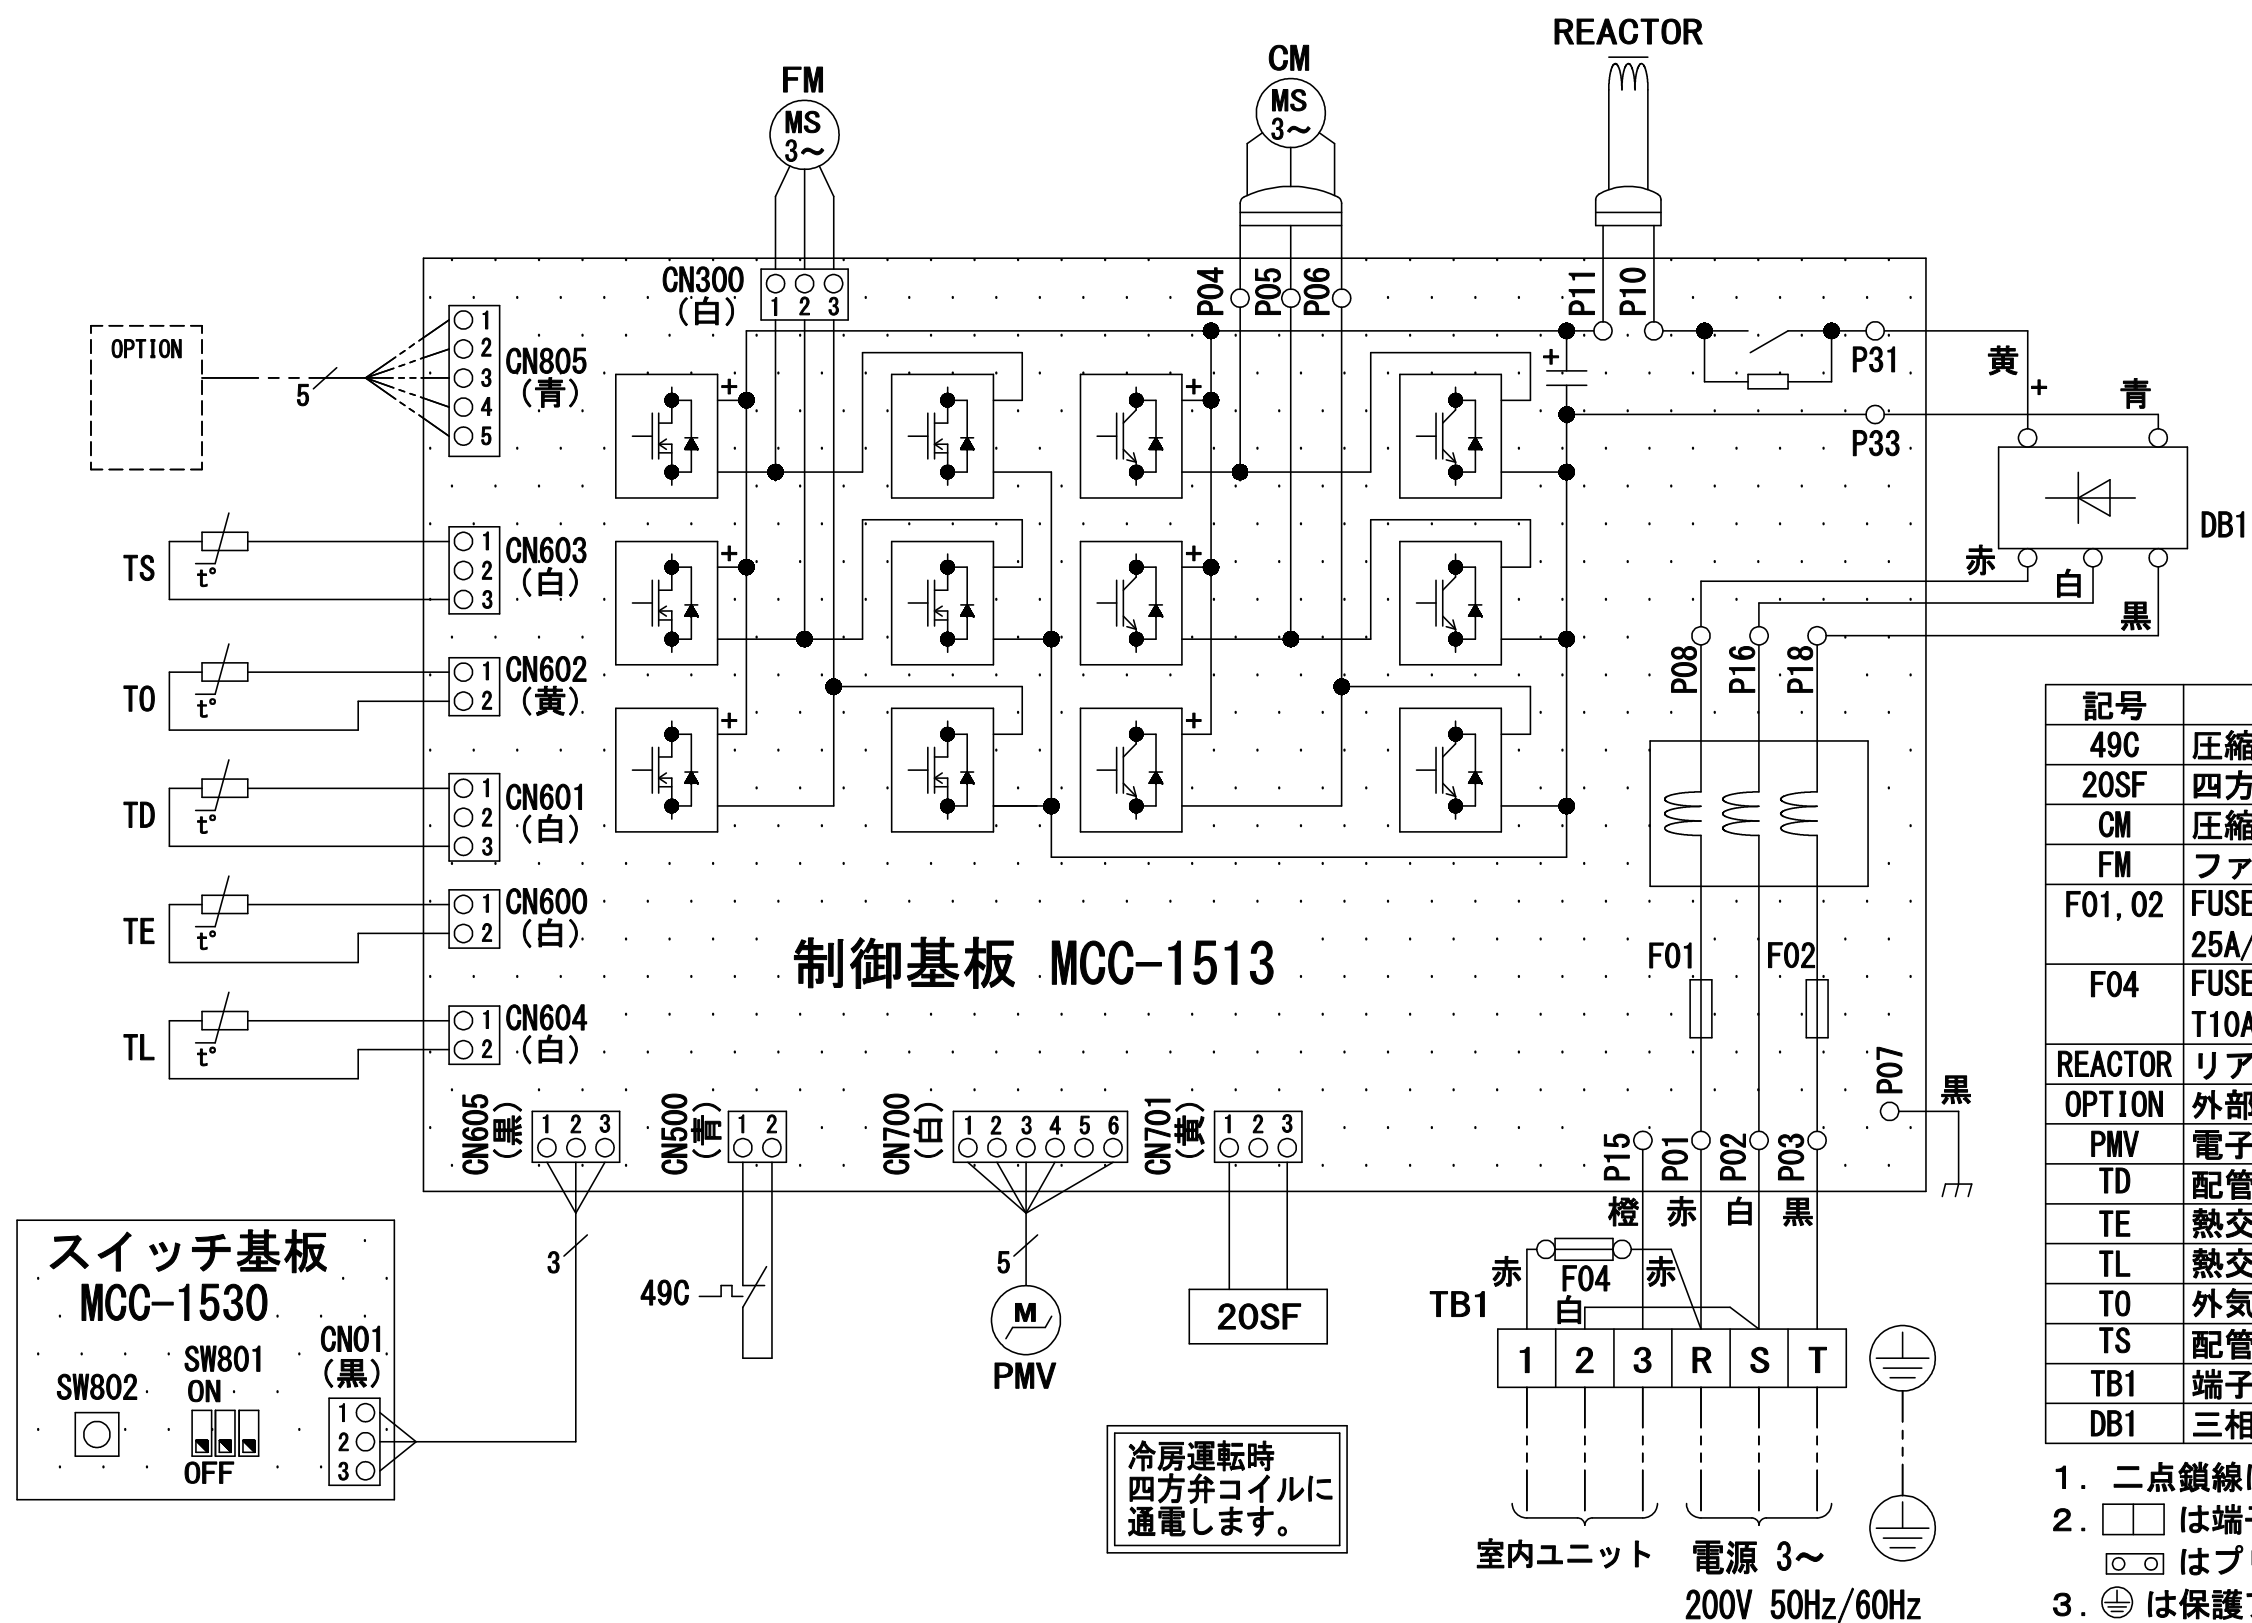 REACTOR
CM
MS
3～
FM
MS
3～
CN300
(白)
1 2 3
P04
P05
P06
P11
P10
OPTION
5
1
2
3
4
5
CN805
(青)
+
+
+
P31
黄
+
青
P33
DB1
TS
t°
1
2
3
CN603
(白)
+
+
赤
白
黒
P08
P16
P18
TO
t°
1
2
CN602
(黄)
+
+
TD
t°
1
2
3
CN601
(白)
TE
t°
1
2
CN600
(白)
TL
t°
1
2
CN604
(白)
制御基板 MCC-1513
F01
F02
P07
黒
CN605
(黒)
1 2 3
3
CN500
(青)
1 2
49C
CN700
(白)
1 2 3 4 5 6
5
M
PMV
CN701
(黄)
1 2 3
20SF
P15
P01
P02
P03
橙 赤 白 黒
赤
F04
赤
白
TB1
1 2 3 R S T
室内ユニット
電源 3～
200V 50Hz/60Hz
スイッチ基板
MCC-1530
SW802
SW801
ON
OFF
CN01
(黒)
1
2
3
冷房運転時
四方弁コイルに
通電します。
記号
49C 圧縮
20SF 四方
CM 圧縮
FM ファ
F01,02 FUSE
25A/
F04 FUSE
T10A
REACTOR リア
OPTION 外部
PMV 電子
TD 配管
TE 熱交
TL 熱交
TO 外気
TS 配管
TB1 端子
DB1 三相
1. 二点鎖線
2. は端
はプ
3. は保護